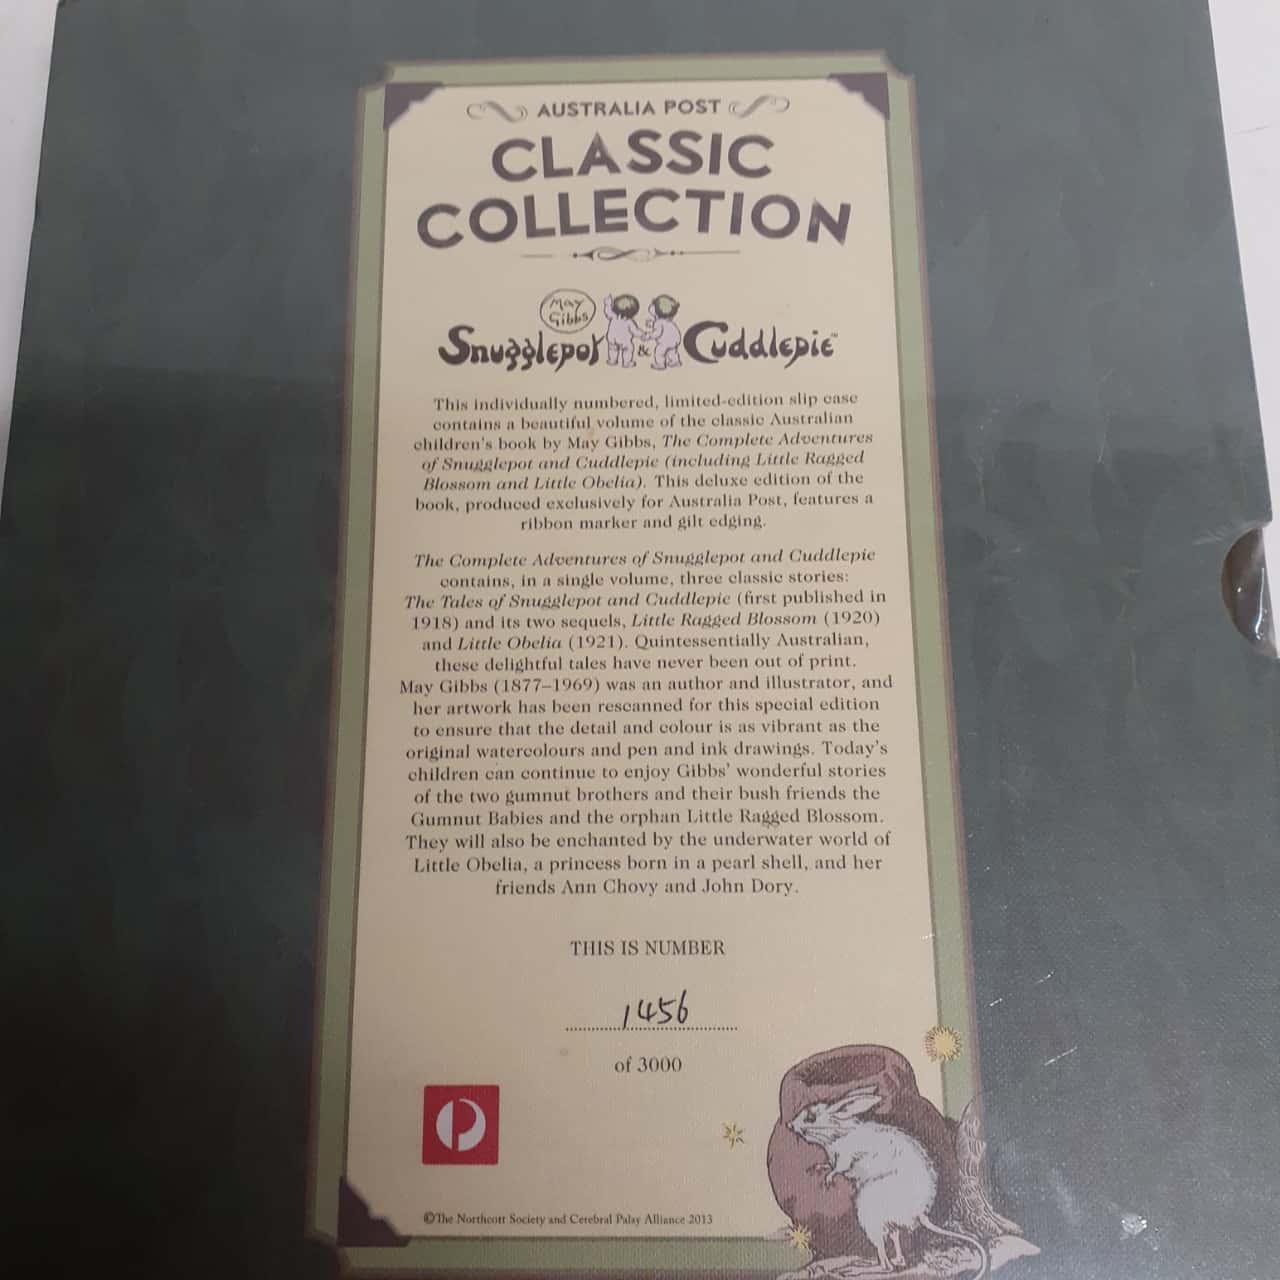 AUSTRALIA POST
CLASSIC
COLLECTION
May
Gibbs
Snugglepot & Cuddlepie™
This individually numbered, limited-edition slip case
contains a beautiful volume of the classic Australian
children's book by May Gibbs, The Complete Adventures
of Snugglepot and Cuddlepie (including Little Ragged
Blossom and Little Obelia). This deluxe edition of the
book, produced exclusively for Australia Post, features a
ribbon marker and gilt edging.
The Complete Adventures of Snugglepot and Cuddlepie
contains, in a single volume, three classic stories:
The Tales of Snugglepot and Cuddlepie (first published in
1918) and its two sequels, Little Ragged Blossom (1920)
and Little Obelia (1921). Quintessentially Australian,
these delightful tales have never been out of print.
May Gibbs (1877–1969) was an author and illustrator, and
her artwork has been rescanned for this special edition
to ensure that the detail and colour is as vibrant as the
original watercolours and pen and ink drawings. Today's
children can continue to enjoy Gibbs' wonderful stories
of the two gumnut brothers and their bush friends the
Gumnut Babies and the orphan Little Ragged Blossom.
They will also be enchanted by the underwater world of
Little Obelia, a princess born in a pearl shell, and her
friends Ann Chovy and John Dory.
THIS IS NUMBER
1456
of 3000
©The Northcott Society and Cerebral Palsy Alliance 2013